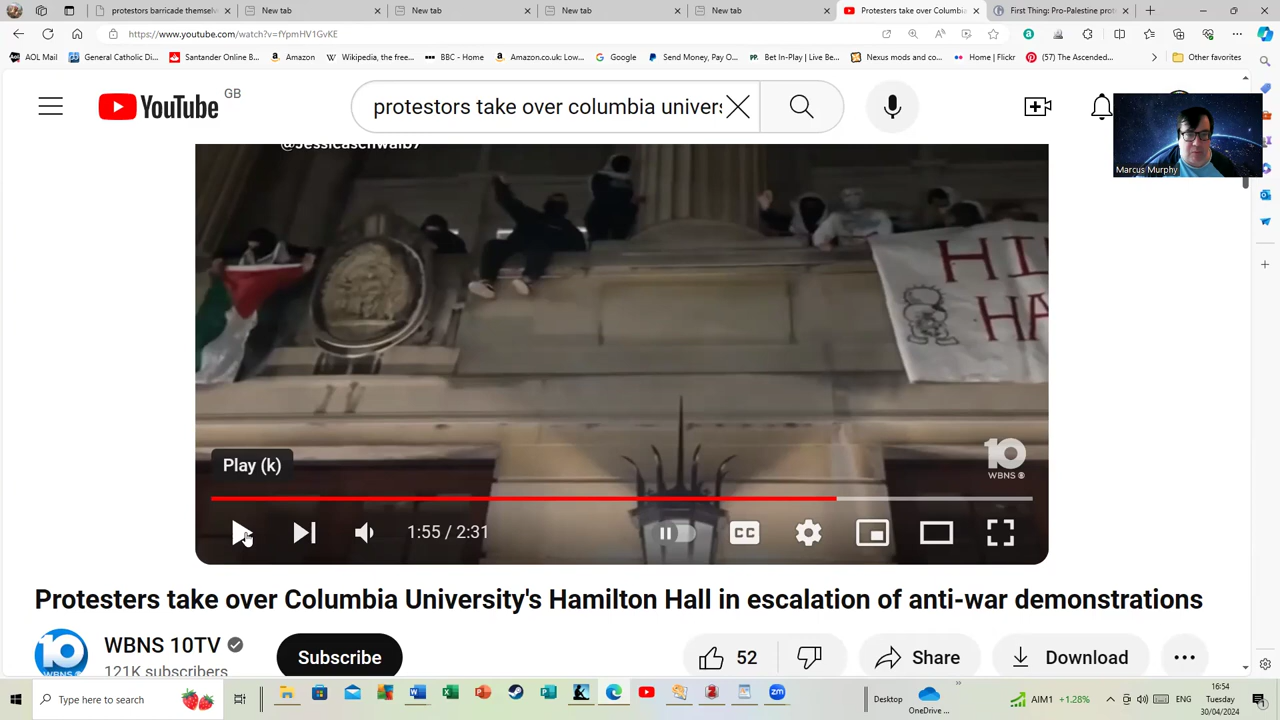 protestors barricade themsel
New tab
New tab
New tab
New tab
Protesters take over Columbia
First Thing: Pro-Palestine prot
https://www.youtube.com/watch?v=fYpmHV1GvKE
AOL Mail
General Catholic Di...
Santander Online B...
Amazon
Wikipedia, the free...
BBC - Home
Amazon.co.uk: Low...
Google
Send Money, Pay O...
Bet In-Play | Live Be...
Nexus mods and co...
Home | Flickr
(57) The Ascended...
Other favorites
YouTube
GB
protestors take over columbia univers
Marcus Murphy
@Jessicaschwalb7
HI
HA
10
WBNS
Play (k)
1:55 / 2:31
CC
Protesters take over Columbia University's Hamilton Hall in escalation of anti-war demonstrations
10
WBNS 10TV
Subscribe
52
Share
Download
121K subscribers
Type here to search
Desktop
OneDrive ...
AIM1 +1.28%
ENG
16:54
Tuesday
30/04/2024